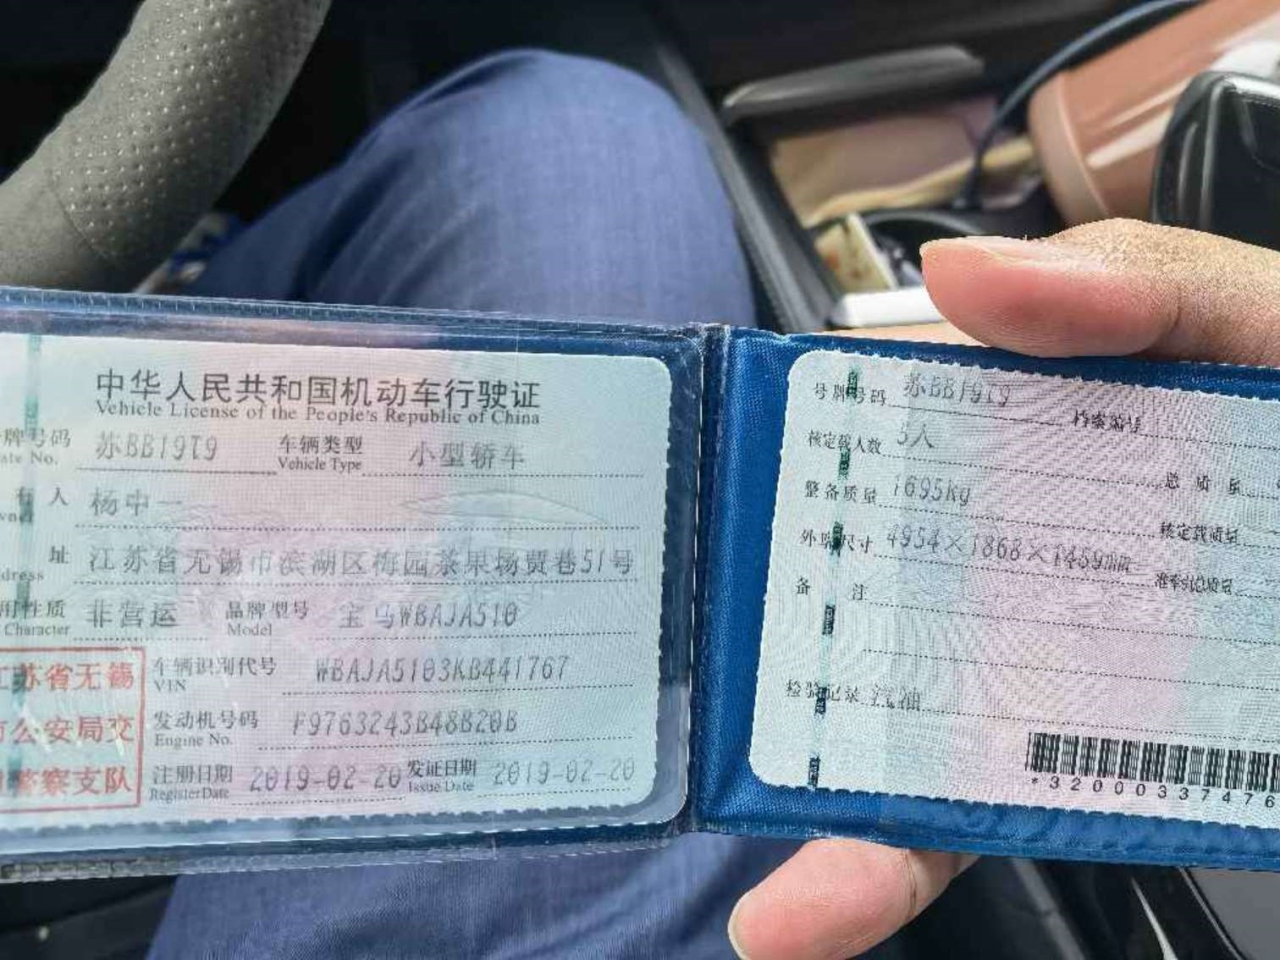 中华人民共和国机动车行驶证
Vehicle License of the People's Republic of China
牌号码 苏BB19T9 车辆类型 小型轿车
ate No. Vehicle Type
有人 杨中一
wner
址 江苏省无锡市滨湖区梅园茶果场贾巷51号
dress
用性质 非营运 品牌型号 宝马WBAJA510
Character Model
车辆识别代号 WBAJA5103KB441767
VIN
发动机号码 F9763243B48B20B
Engine No.
注册日期 2019-02-20 发证日期 2019-02-20
Register Date Issue Date
江苏省无锡
市公安局交
警察支队
号牌号码 苏BB19T9 档案编号
核定载人数 5人 总质量
整备质量 1695kg 核定载质量
外廓尺寸 4954×1868×1459mm 准牵引总质量
备注
检验记录 汽油
*32000337476